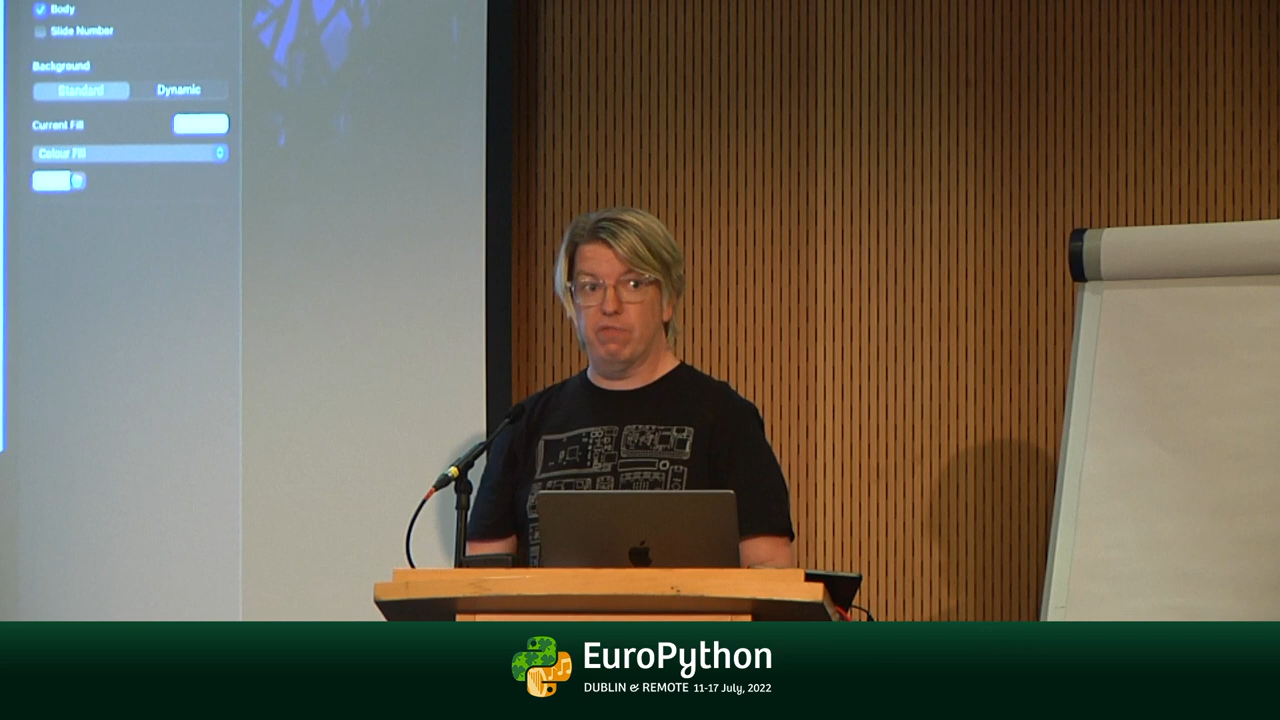 Body
Slide Number
Background
Standard
Dynamic
Current Fill
Colour Fill
EuroPython
DUBLIN & REMOTE 11-17 July, 2022